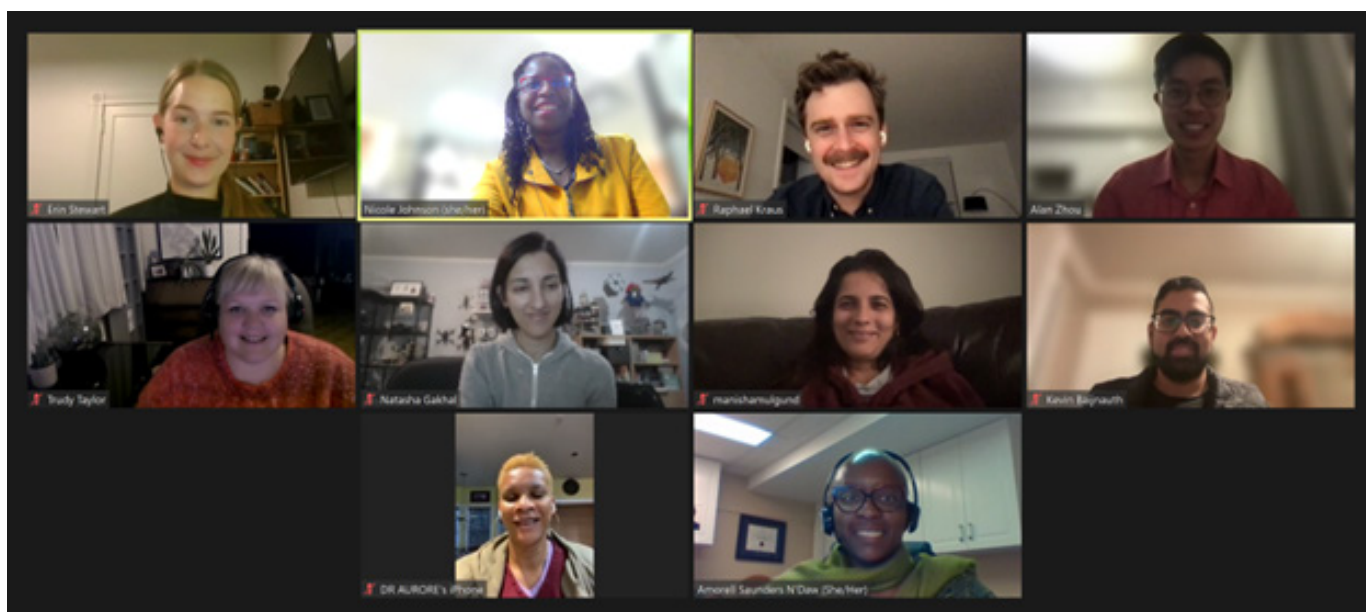 Erin Stewart
Nicole Johnson (she/her)
Raphael Kraus
Alan Zhou
Trudy Taylor
Natasha Gakhal
manishamulgund
Kevin Baijnauth
DR AURORE's iPhone
Amorell Saunders N'Daw (She/Her)